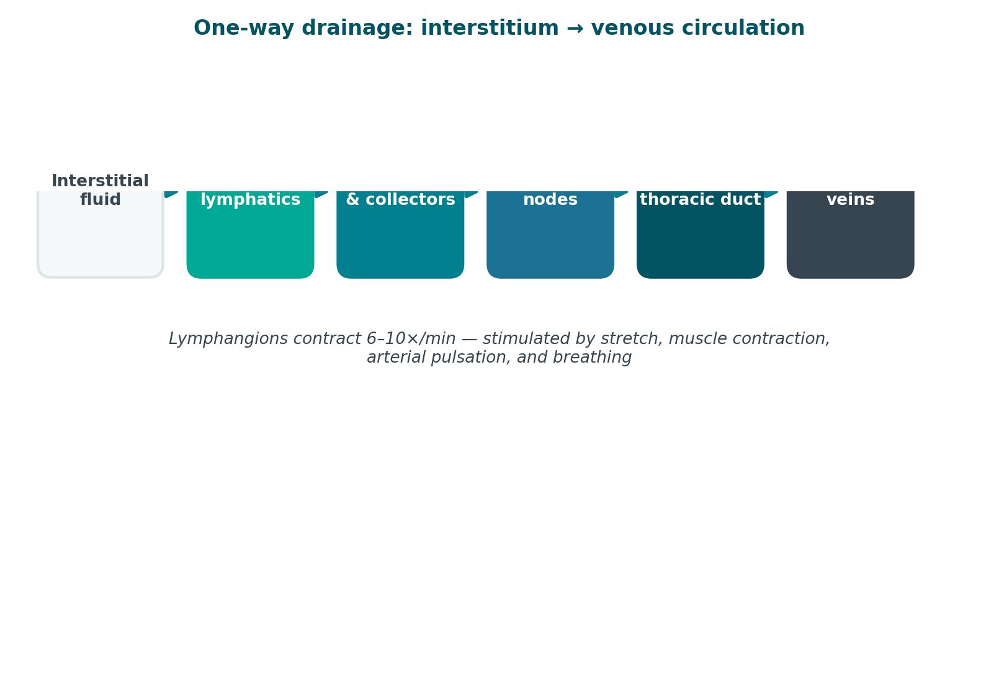 One-way drainage: interstitium → venous circulation
Interstitial
fluid
lymphatics
& collectors
nodes
thoracic duct
veins
Lymphangions contract 6–10×/min — stimulated by stretch, muscle contraction,
arterial pulsation, and breathing